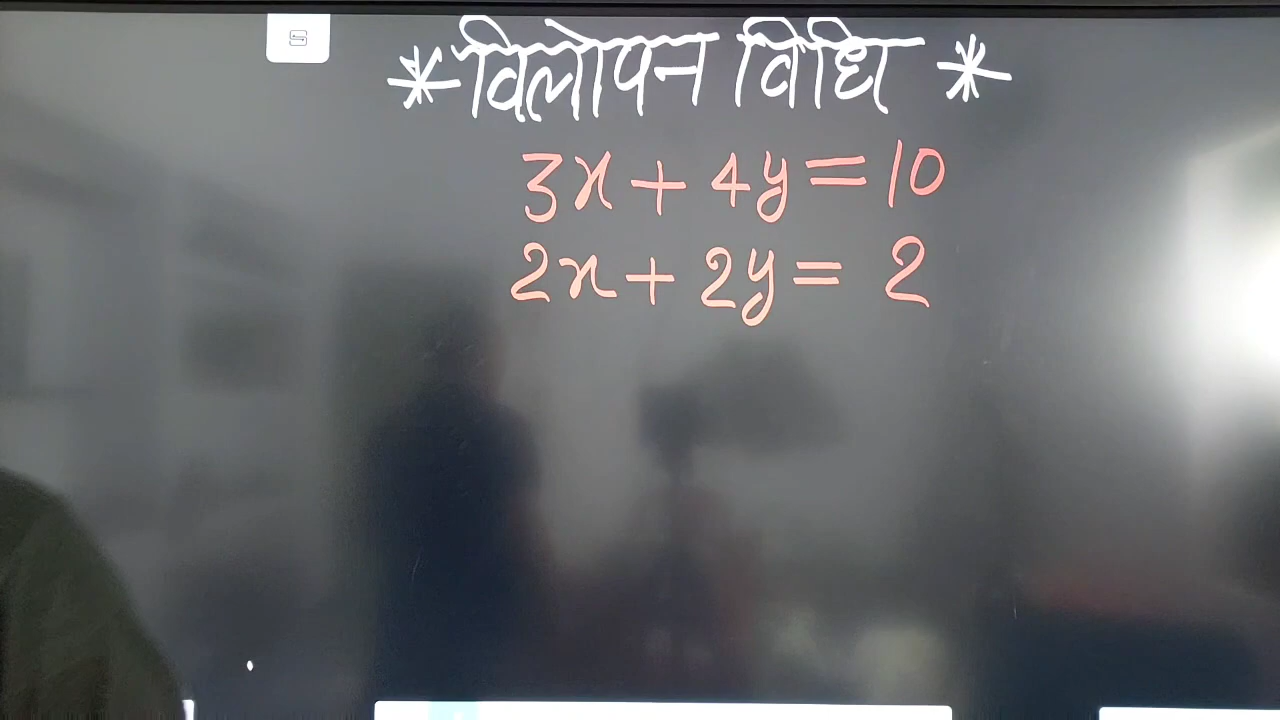 *विलोपन विधि*
3x + 4y = 10
2x + 2y = 2